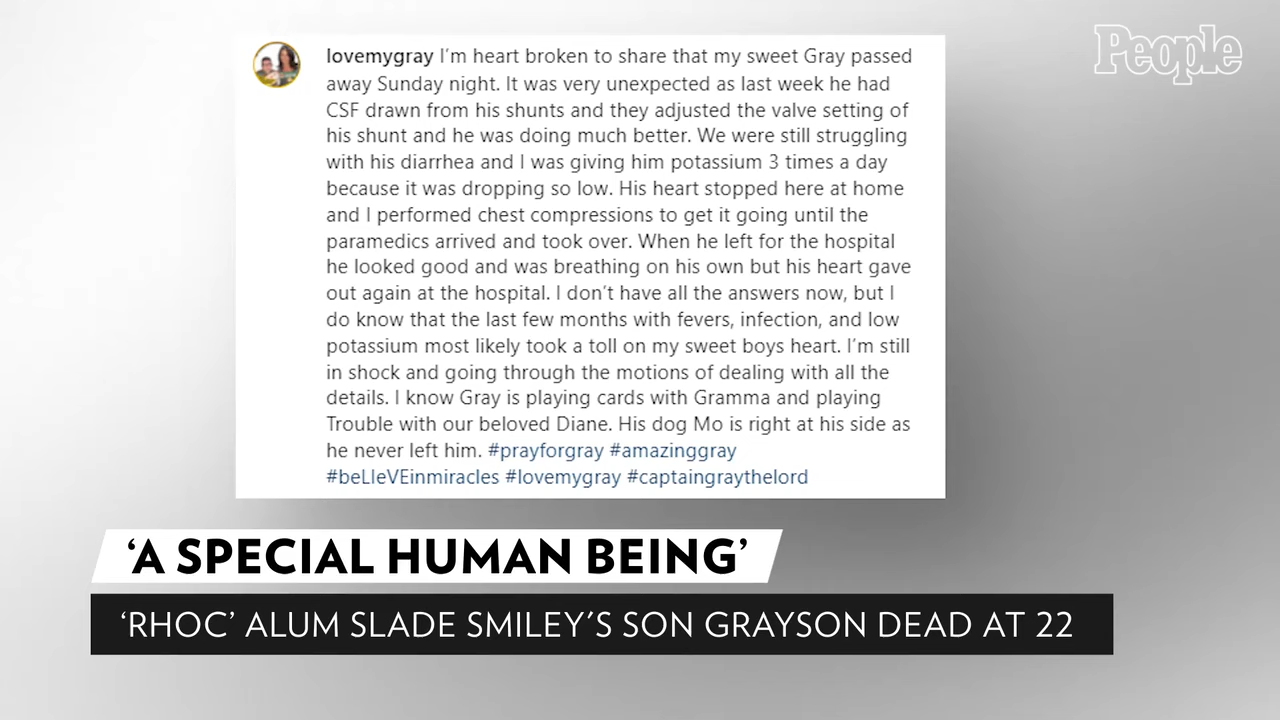 People
lovemygray I'm heart broken to share that my sweet Gray passed
away Sunday night. It was very unexpected as last week he had
CSF drawn from his shunts and they adjusted the valve setting of
his shunt and he was doing much better. We were still struggling
with his diarrhea and I was giving him potassium 3 times a day
because it was dropping so low. His heart stopped here at home
and I performed chest compressions to get it going until the
paramedics arrived and took over. When he left for the hospital
he looked good and was breathing on his own but his heart gave
out again at the hospital. I don't have all the answers now, but I
do know that the last few months with fevers, infection, and low
potassium most likely took a toll on my sweet boys heart. I'm still
in shock and going through the motions of dealing with all the
details. I know Gray is playing cards with Gramma and playing
Trouble with our beloved Diane. His dog Mo is right at his side as
he never left him. #prayforgray #amazinggray
#beLIeVEinmiracles #lovemygray #captaingraythelord
‘A SPECIAL HUMAN BEING’
‘RHOC’ ALUM SLADE SMILEY’S SON GRAYSON DEAD AT 22